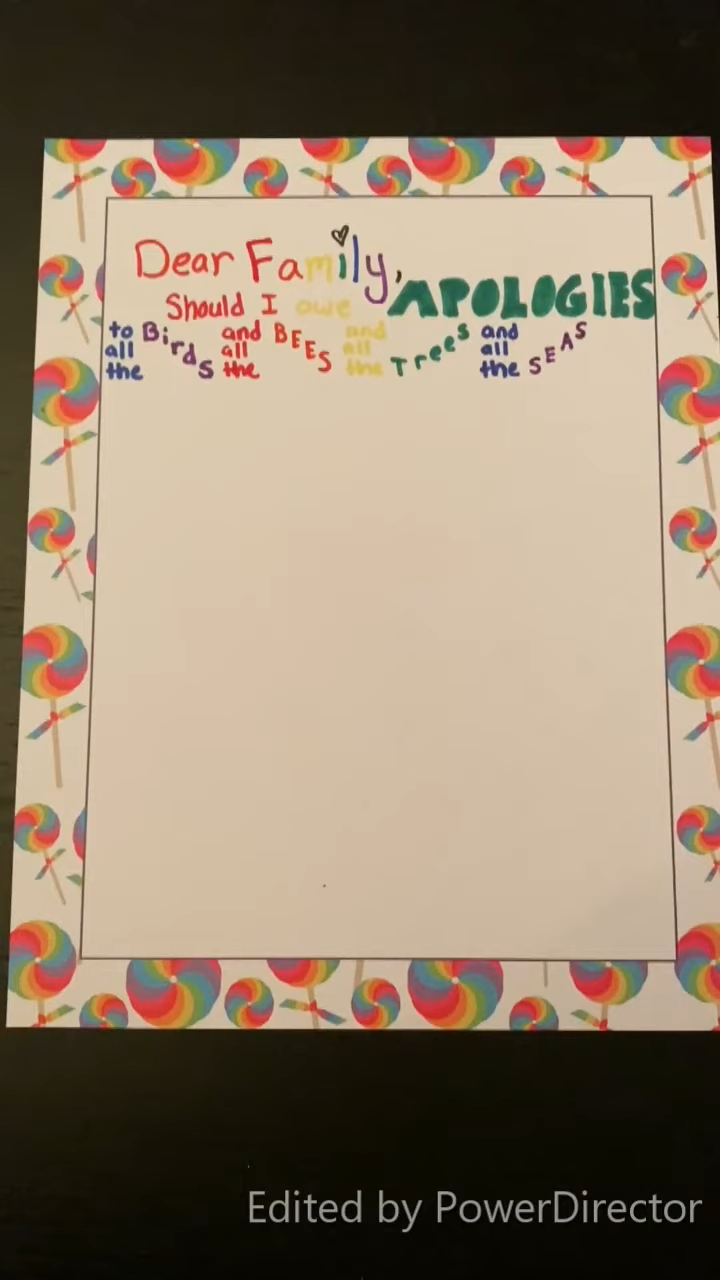 Dear Family,
Should I owe APOLOGIES
to all the Birds and all the BEES and all the Trees and all the SEAS
Edited by PowerDirector